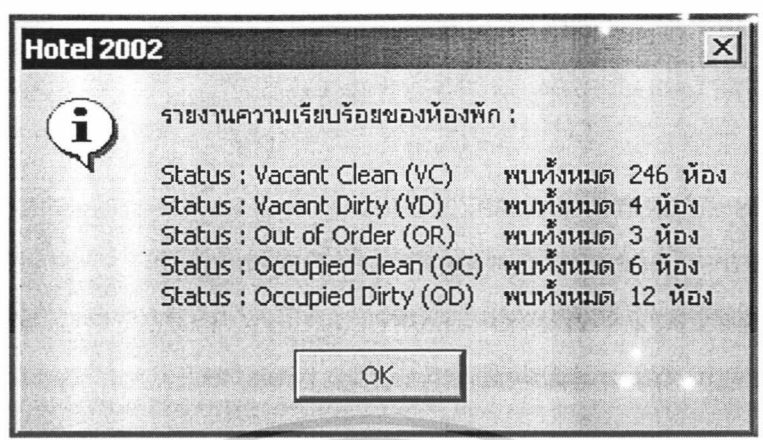 Hotel 2002
รายงานความเรียบร้อยของห้องพัก :
Status : Vacant Clean (VC) พบทั้งหมด 246 ห้อง
Status : Vacant Dirty (VD) พบทั้งหมด 4 ห้อง
Status : Out of Order (OR) พบทั้งหมด 3 ห้อง
Status : Occupied Clean (OC) พบทั้งหมด 6 ห้อง
Status : Occupied Dirty (OD) พบทั้งหมด 12 ห้อง
OK